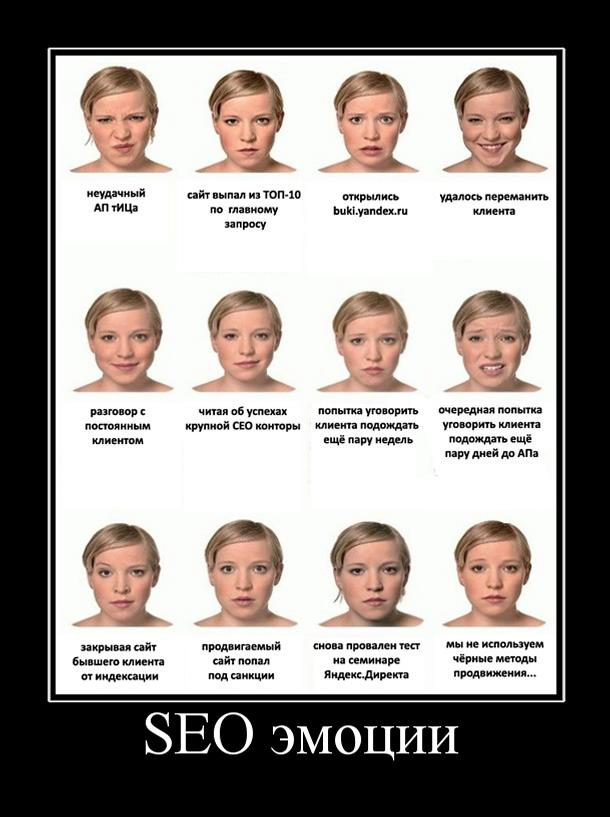 неудачный
АП тИЦа
сайт выпал из ТОП-10
по главному
запросу
открылись
buki.yandex.ru
удалось переманить
клиента
разговор с
постоянным
клиентом
читая об успехах
крупной СЕО конторы
попытка уговорить
клиента подождать
ещё пару недель
очередная попытка
уговорить клиента
подождать ещё
пару дней до АПа
закрывая сайт
бывшего клиента
от индексации
продвигаемый
сайт попал
под санкции
снова провален тест
на семинаре
Яндекс.Директа
мы не используем
чёрные методы
продвижения...
SEO эмоции